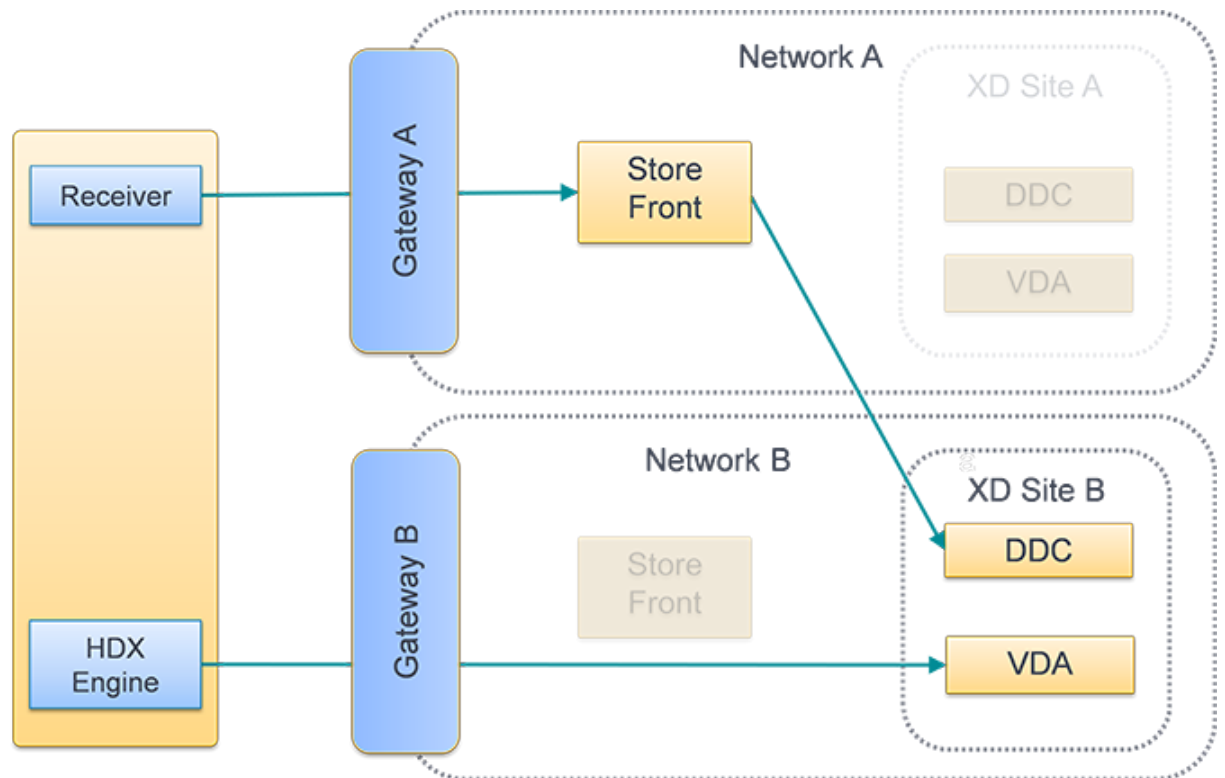 Network A
XD Site A
Gateway A
Receiver
Store
Front
DDC
VDA
Network B
XD Site B
Gateway B
Store
Front
DDC
HDX
Engine
VDA